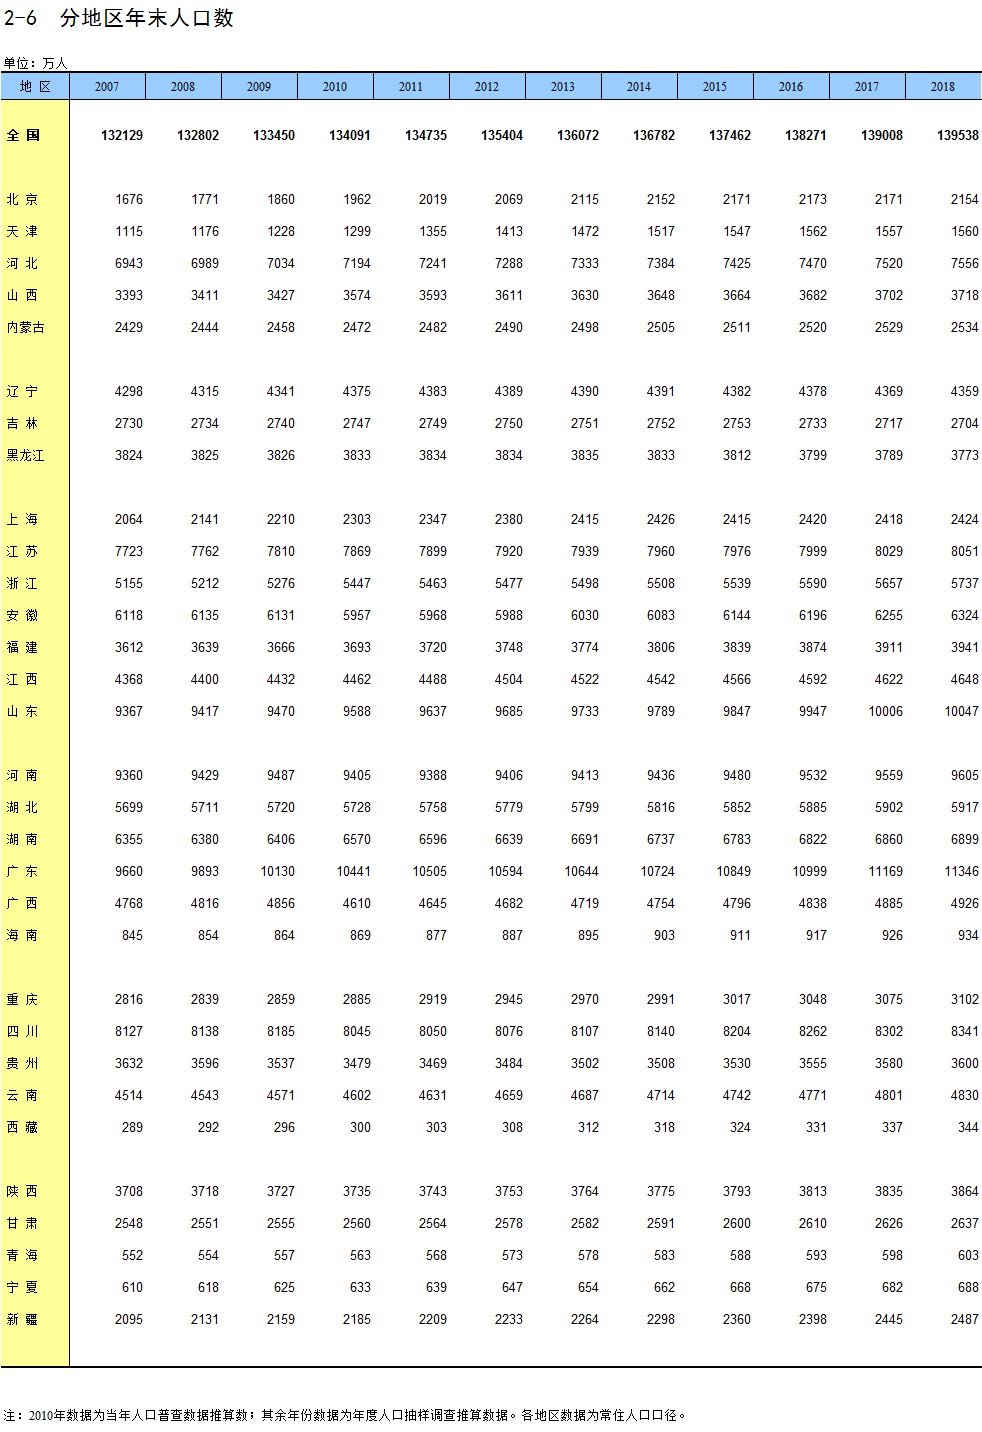 2-6 分地区年末人口数
单位：万人
地 区 2007 2008 2009 2010 2011 2012 2013 2014 2015 2016 2017 2018
全 国 132129 132802 133450 134091 134735 135404 136072 136782 137462 138271 139008 139538
北 京 1676 1771 1860 1962 2019 2069 2115 2152 2171 2173 2171 2154
天 津 1115 1176 1228 1299 1355 1413 1472 1517 1547 1562 1557 1560
河 北 6943 6989 7034 7194 7241 7288 7333 7384 7425 7470 7520 7556
山 西 3393 3411 3427 3574 3593 3611 3630 3648 3664 3682 3702 3718
内蒙古 2429 2444 2458 2472 2482 2490 2498 2505 2511 2520 2529 2534
辽 宁 4298 4315 4341 4375 4383 4389 4390 4391 4382 4378 4369 4359
吉 林 2730 2734 2740 2747 2749 2750 2751 2752 2753 2733 2717 2704
黑龙江 3824 3825 3826 3833 3834 3834 3835 3833 3812 3799 3789 3773
上 海 2064 2141 2210 2303 2347 2380 2415 2426 2415 2420 2418 2424
江 苏 7723 7762 7810 7869 7899 7920 7939 7960 7976 7999 8029 8051
浙 江 5155 5212 5276 5447 5463 5477 5498 5508 5539 5590 5657 5737
安 徽 6118 6135 6131 5957 5968 5988 6030 6083 6144 6196 6255 6324
福 建 3612 3639 3666 3693 3720 3748 3774 3806 3839 3874 3911 3941
江 西 4368 4400 4432 4462 4488 4504 4522 4542 4566 4592 4622 4648
山 东 9367 9417 9470 9588 9637 9685 9733 9789 9847 9947 10006 10047
河 南 9360 9429 9487 9405 9388 9406 9413 9436 9480 9532 9559 9605
湖 北 5699 5711 5720 5728 5758 5779 5799 5816 5852 5885 5902 5917
湖 南 6355 6380 6406 6570 6596 6639 6691 6737 6783 6822 6860 6899
广 东 9660 9893 10130 10441 10505 10594 10644 10724 10849 10999 11169 11346
广 西 4768 4816 4856 4610 4645 4682 4719 4754 4796 4838 4885 4926
海 南 845 854 864 869 877 887 895 903 911 917 926 934
重 庆 2816 2839 2859 2885 2919 2945 2970 2991 3017 3048 3075 3102
四 川 8127 8138 8185 8045 8050 8076 8107 8140 8204 8262 8302 8341
贵 州 3632 3596 3537 3479 3469 3484 3502 3508 3530 3555 3580 3600
云 南 4514 4543 4571 4602 4631 4659 4687 4714 4742 4771 4801 4830
西 藏 289 292 296 300 303 308 312 318 324 331 337 344
陕 西 3708 3718 3727 3735 3743 3753 3764 3775 3793 3813 3835 3864
甘 肃 2548 2551 2555 2560 2564 2578 2582 2591 2600 2610 2626 2637
青 海 552 554 557 563 568 573 578 583 588 593 598 603
宁 夏 610 618 625 633 639 647 654 662 668 675 682 688
新 疆 2095 2131 2159 2185 2209 2233 2264 2298 2360 2398 2445 2487
注：2010年数据为当年人口普查数据推算数；其余年份数据为年度人口抽样调查推算数据。各地区数据为常住人口口径。